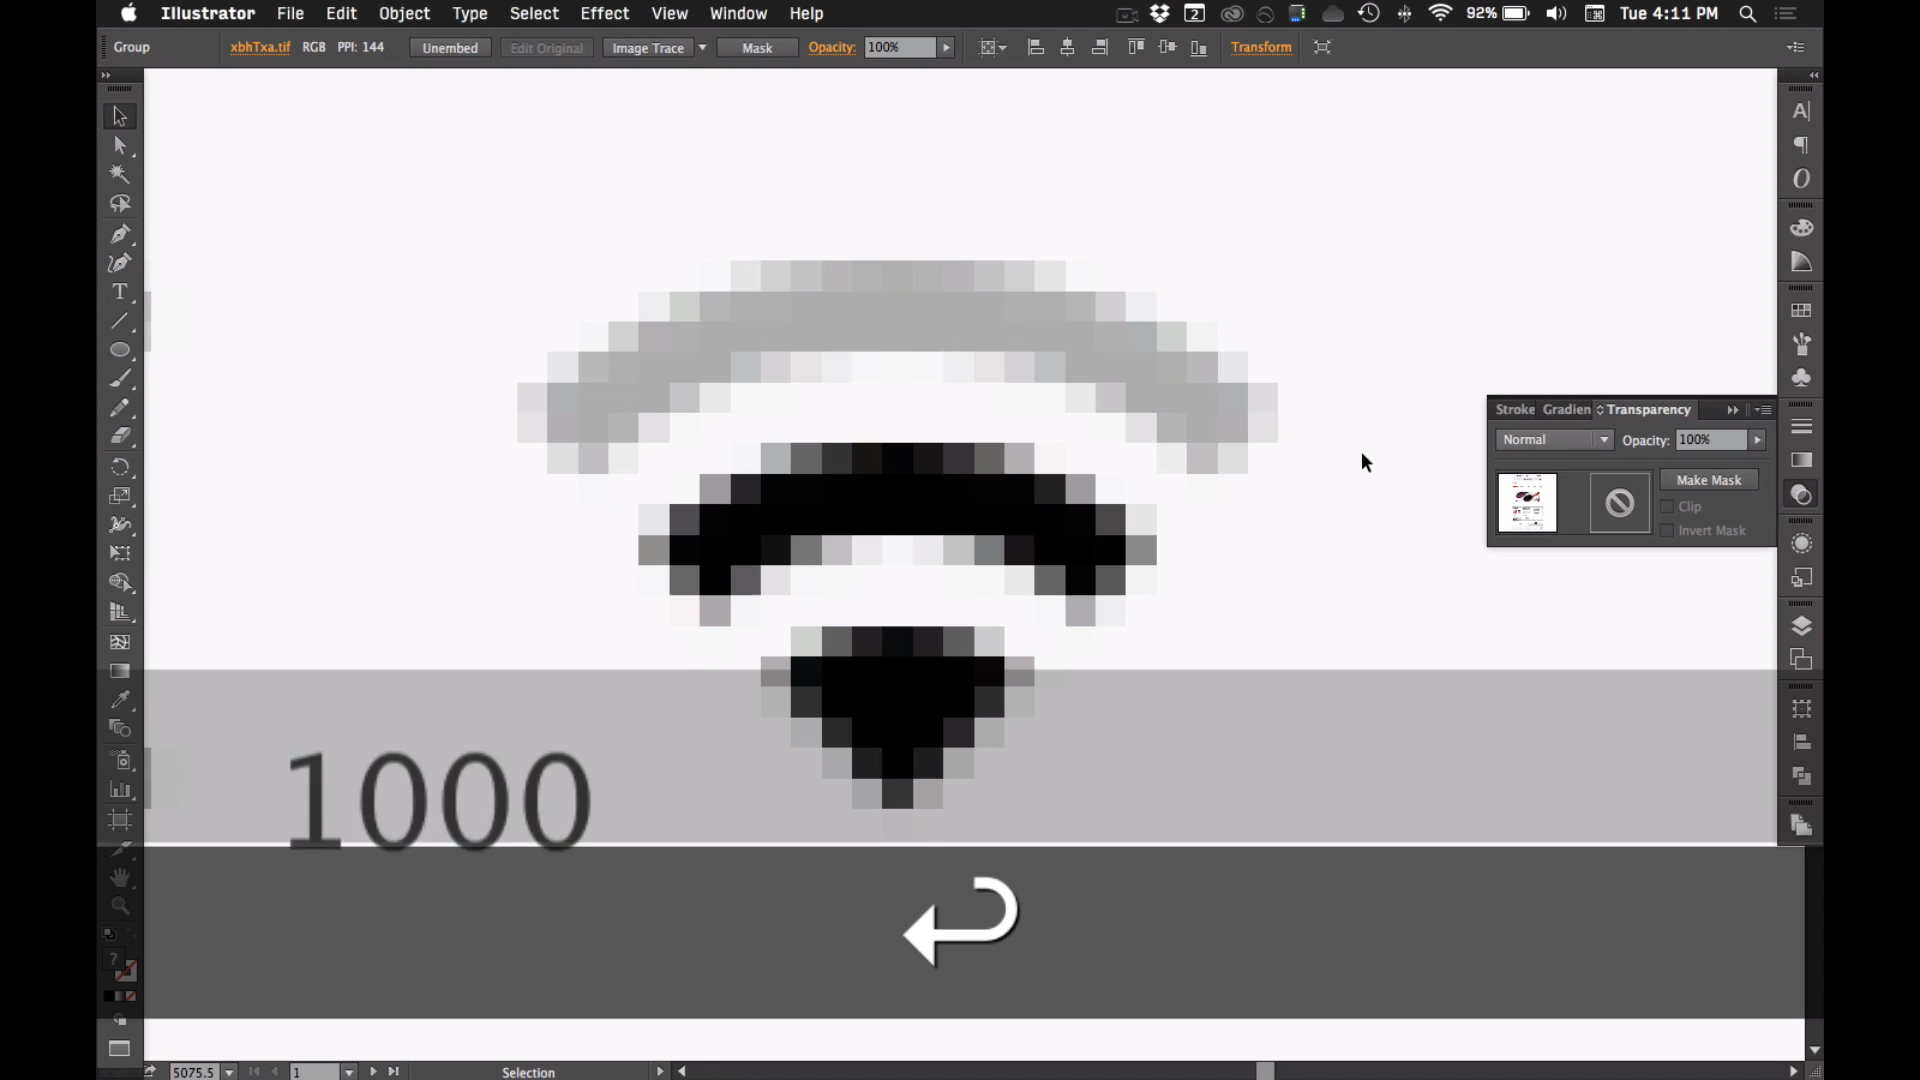 Illustrator File Edit Object Type Select Effect View Window Help 2 92% Tue 4:11 PM
Group xbhTxa.tif RGB PPI: 144 Unembed Edit Original Image Trace Mask Opacity: 100% Transform
Stroke Gradien Transparency
Normal Opacity: 100%
Make Mask
Clip
Invert Mask
1000
5075.5 1 Selection